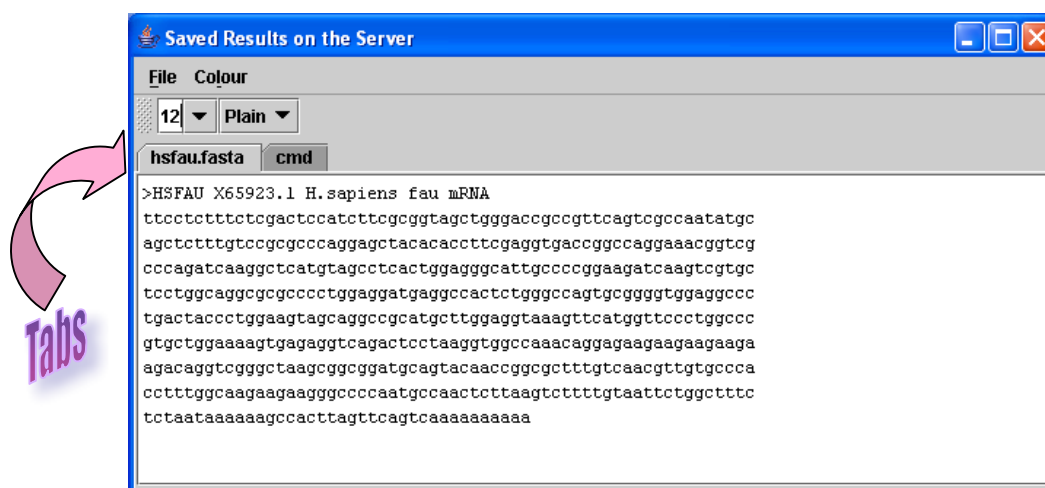 Saved Results on the Server
File Colour
12 Plain
hsfau.fasta cmd
>HSFAU X65923.1 H.sapiens fau mRNA
ttcctctttctcgactccatcttcgcggtagctgggaccgccgttcagtcgccaatatgc
agctctttgtccgcgcccaggagctacacaccttcgaggtgaccggccaggaaacggtcg
cccagatcaaggctcatgtagcctcactggagggcattgccccggaagatcaagtcgtgc
tcctggcaggcgcgcccctggaggatgaggccactctgggccagtgcggggtggaggccc
tgactaccctggaagtagcaggccgcatgcttggaggtaaagttcatggttccctggccc
gtgctggaaaagtgagaggtcagactcctaaggtggccaaacaggagaagaagaagaaga
agacaggtcgggctaagcggcggatgcagtacaaccggcgctttgtcaacgttgtgccca
cctttggcaagaagaagggccccaatgccaactcttaagtcttttgtaattctggctttc
tctaataaaaaagccacttagttcagtcaaaaaaaaaa
Tabs